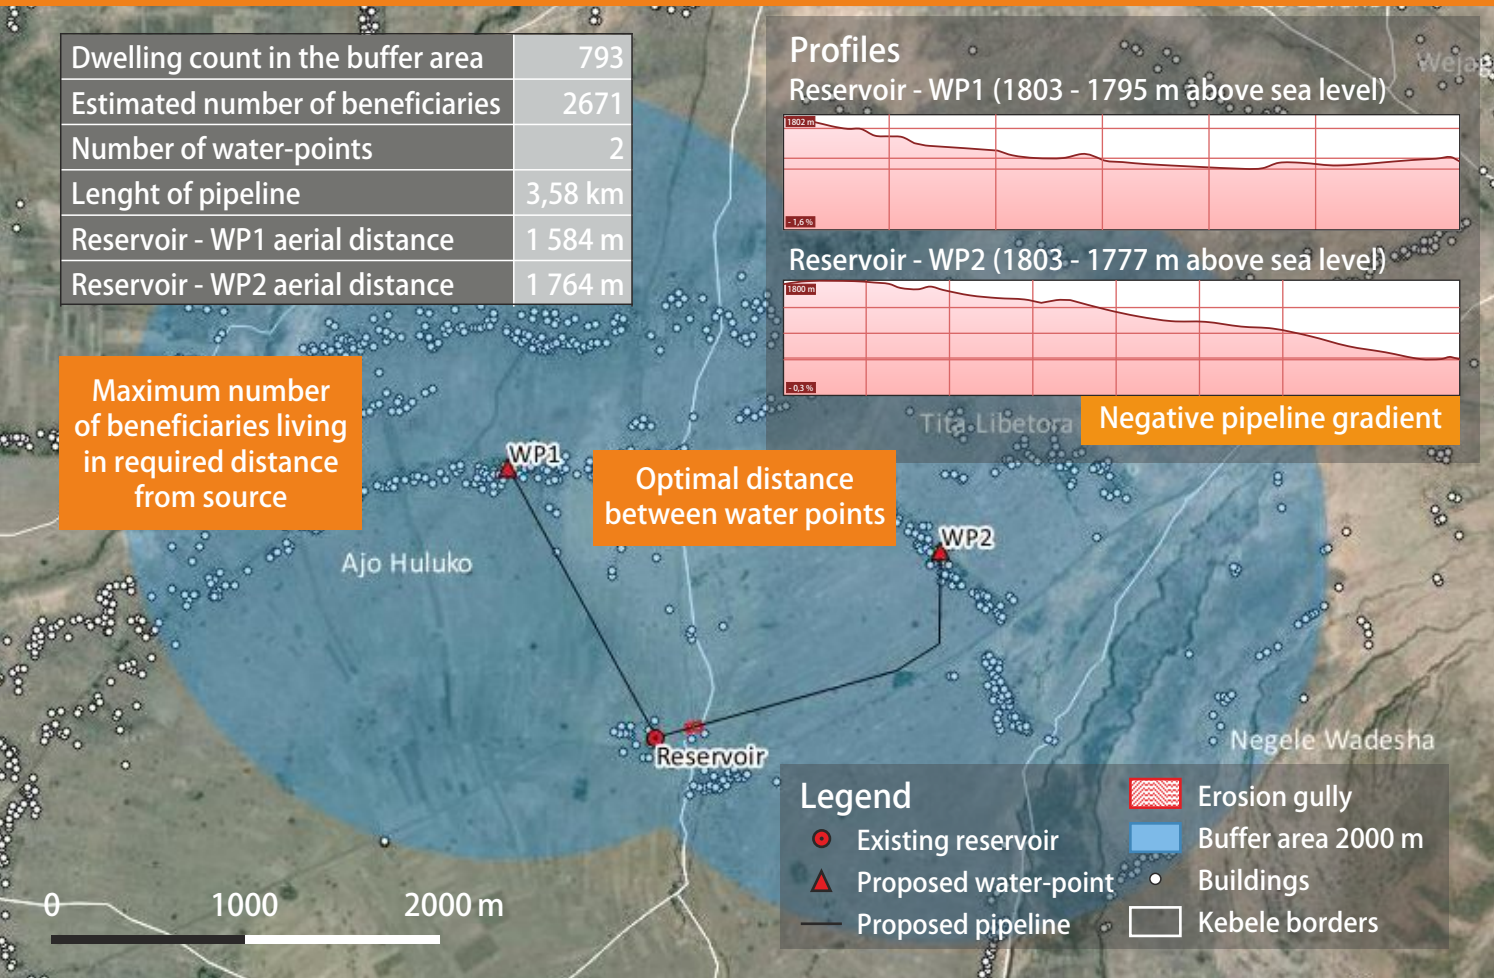 Dwelling count in the buffer area 793
Estimated number of beneficiaries 2671
Number of water-points 2
Lenght of pipeline 3,58 km
Reservoir - WP1 aerial distance 1 584 m
Reservoir - WP2 aerial distance 1 764 m
Profiles
Reservoir - WP1 (1803 - 1795 m above sea level)
1802 m
- 1,6 %
Reservoir - WP2 (1803 - 1777 m above sea level)
1800 m
- 0,3 %
Negative pipeline gradient
Tita Libetora
Maximum number
of beneficiaries living
in required distance
from source
WP1
Optimal distance
between water points
WP2
Ajo Huluko
Reservoir
Negele Wadesha
Legend
Existing reservoir
Proposed water-point
Proposed pipeline
Erosion gully
Buffer area 2000 m
Buildings
Kebele borders
0 1000 2000 m